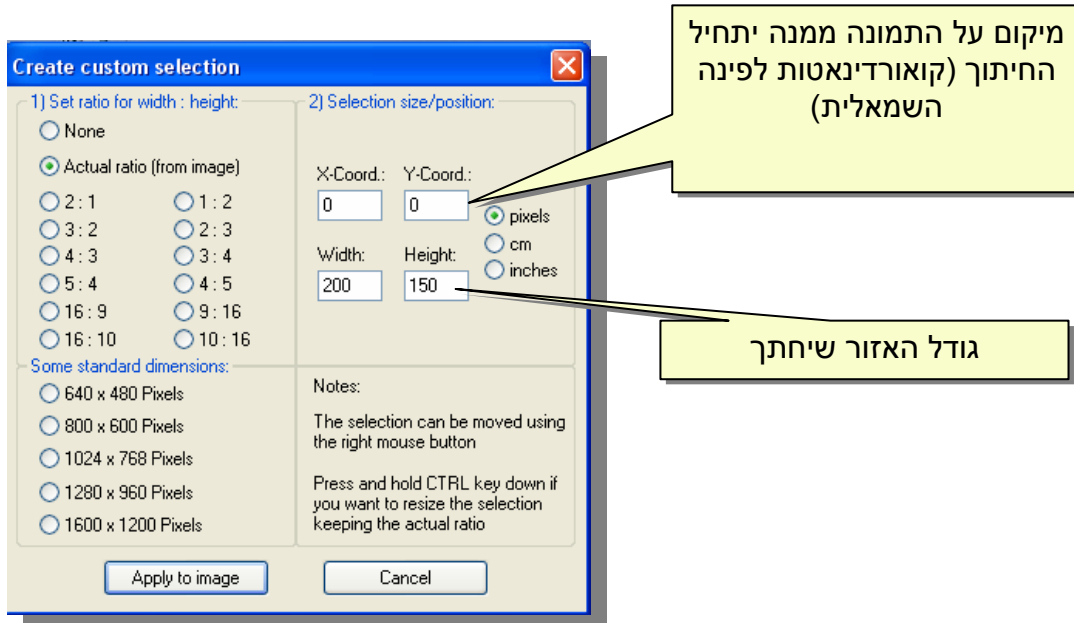 מיקום על התמונה ממנה יתחיל
החיתוך (קואורדינאטות לפינה
השמאלית)
Create custom selection
1) Set ratio for width : height:
None
Actual ratio (from image)
2 : 1 1 : 2
3 : 2 2 : 3
4 : 3 3 : 4
5 : 4 4 : 5
16 : 9 9 : 16
16 : 10 10 : 16
2) Selection size/position:
X-Coord.: Y-Coord.:
0 0
pixels
cm
inches
Width: Height:
200 150
גודל האזור שיחתך
Some standard dimensions:
640 x 480 Pixels
800 x 600 Pixels
1024 x 768 Pixels
1280 x 960 Pixels
1600 x 1200 Pixels
Notes:
The selection can be moved using
the right mouse button
Press and hold CTRL key down if
you want to resize the selection
keeping the actual ratio
Apply to image Cancel